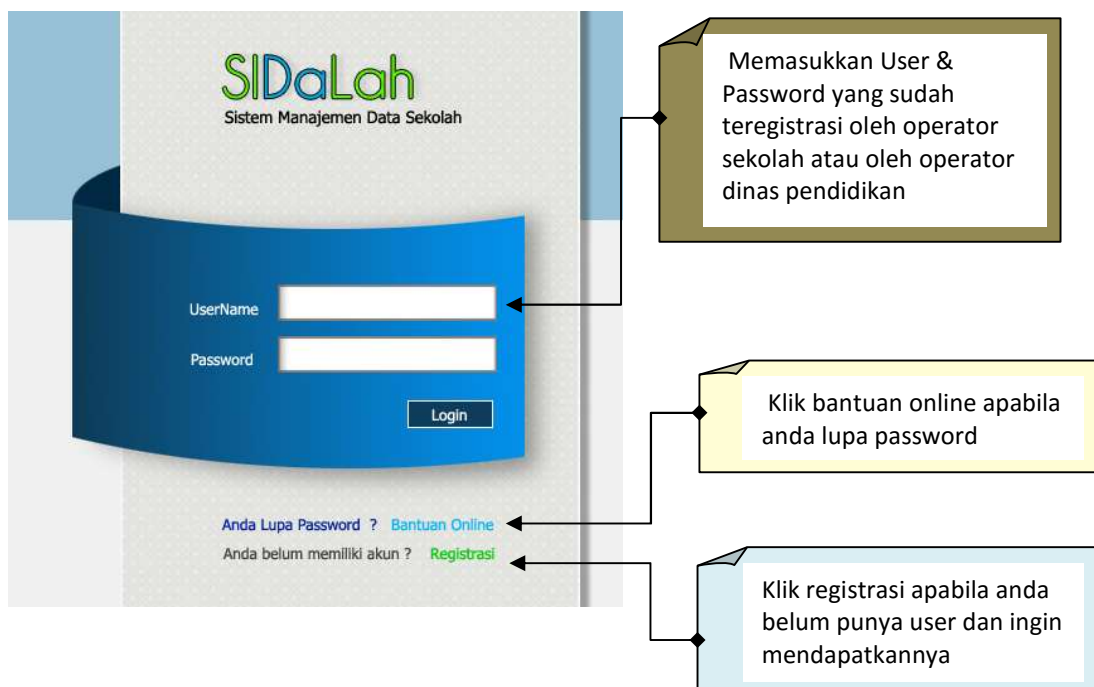 SIDaLah
Sistem Manajemen Data Sekolah
UserName
Password
Login
Anda Lupa Password ? Bantuan Online
Anda belum memiliki akun ? Registrasi
Memasukkan User &
Password yang sudah
teregistrasi oleh operator
sekolah atau oleh operator
dinas pendidikan
Klik bantuan online apabila
anda lupa password
Klik registrasi apabila anda
belum punya user dan ingin
mendapatkannya